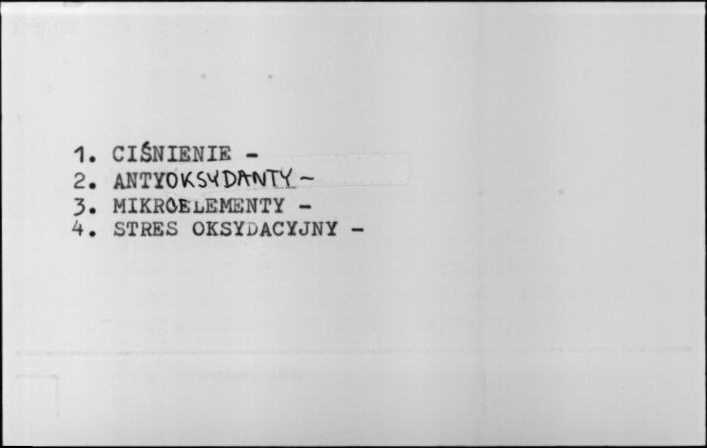 1. CIŚNIENIE -
2. ANTYOKSYDANTY -
3. MIKROELEMENTY -
4. STRES OKSYDACYJNY -